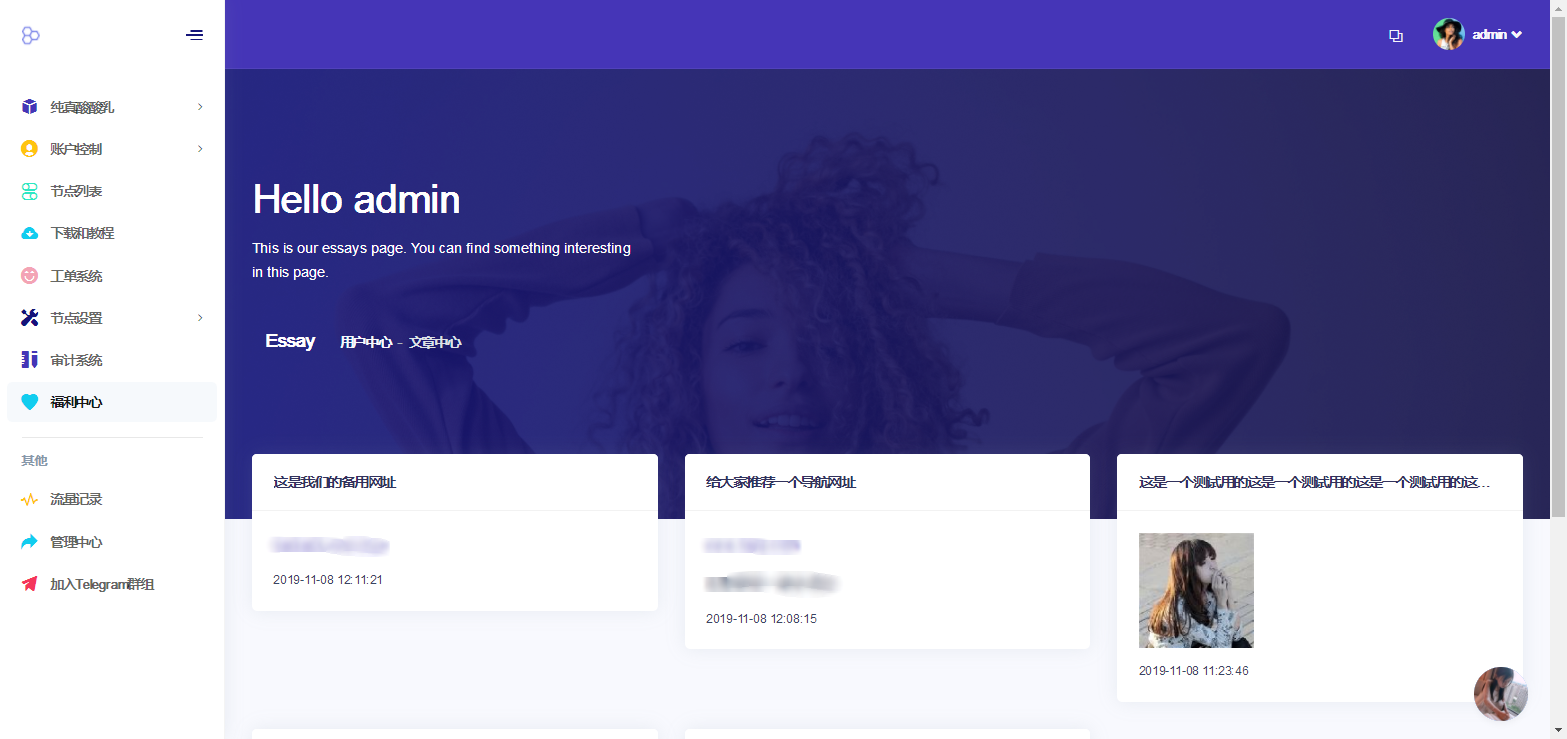 admin
纯真酸酸乳
账户控制
节点列表
下载和教程
工单系统
节点设置
审计系统
福利中心
其他
流量记录
管理中心
加入Telegram群组
Hello admin
This is our essays page. You can find something interesting
in this page.
Essay 用户中心 - 文章中心
这是我们的备用网址
2019-11-08 12:11:21
给大家推荐一个导航网址
2019-11-08 12:08:15
这是一个测试用的这是一个测试用的这是一个测试用的这...
2019-11-08 11:23:46